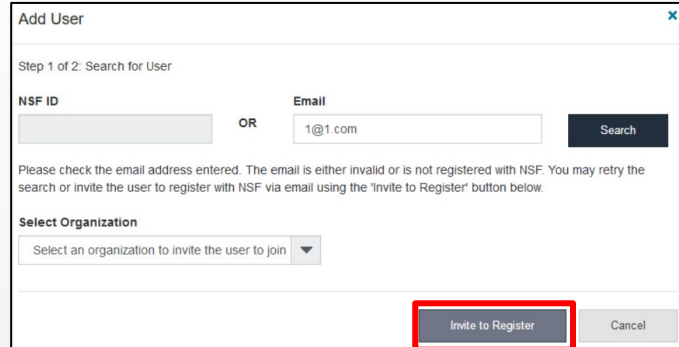 Add User
×
Step 1 of 2: Search for User
NSF ID
OR
Email
1@1.com
Search
Please check the email address entered. The email is either invalid or is not registered with NSF. You may retry the
search or invite the user to register with NSF via email using the 'Invite to Register' button below.
Select Organization
Select an organization to invite the user to join
Invite to Register
Cancel